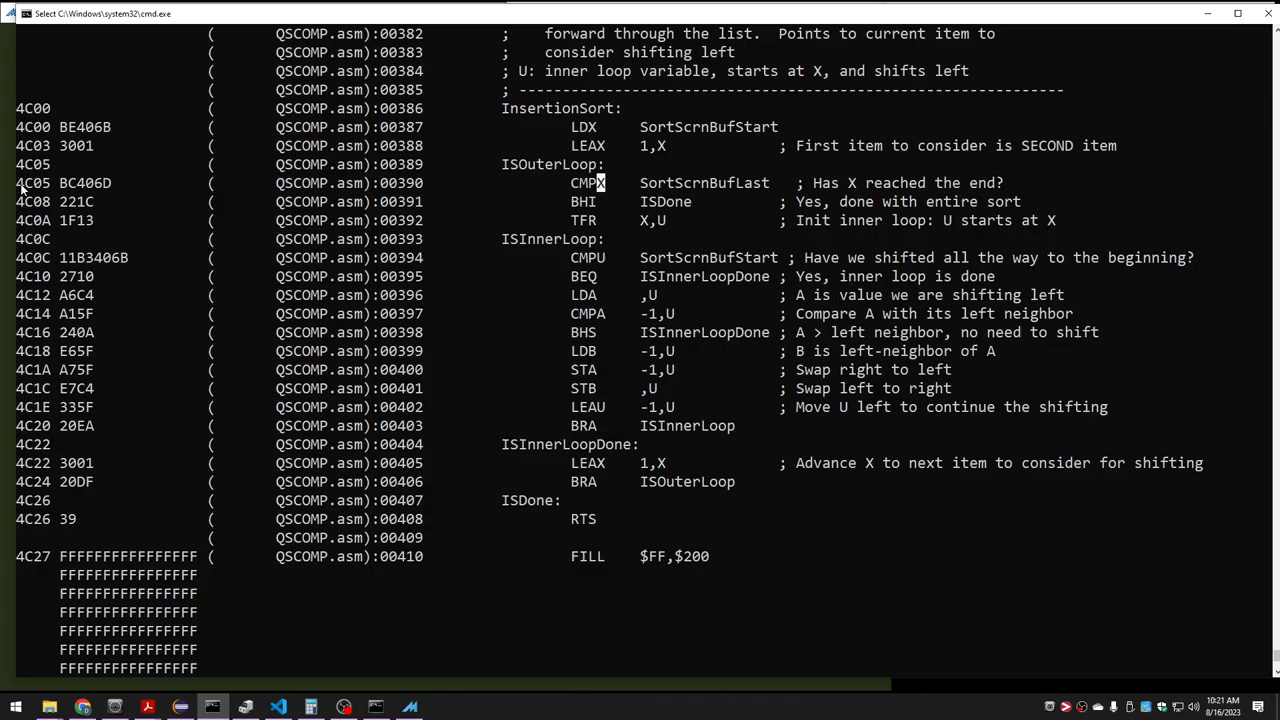 Select C:\Windows\system32\cmd.exe
( QSCOMP.asm):00382 ; forward through the list. Points to current item to
( QSCOMP.asm):00383 ; consider shifting left
( QSCOMP.asm):00384 ; U: inner loop variable, starts at X, and shifts left
( QSCOMP.asm):00385 ; ---------------------------------------------------------------
4C00 ( QSCOMP.asm):00386 InsertionSort:
4C00 BE406B ( QSCOMP.asm):00387 LDX SortScrnBufStart
4C03 3001 ( QSCOMP.asm):00388 LEAX 1,X ; First item to consider is SECOND item
4C05 ( QSCOMP.asm):00389 ISOuterLoop:
4C05 BC406D ( QSCOMP.asm):00390 CMPX SortScrnBufLast ; Has X reached the end?
4C08 221C ( QSCOMP.asm):00391 BHI ISDone ; Yes, done with entire sort
4C0A 1F13 ( QSCOMP.asm):00392 TFR X,U ; Init inner loop: U starts at X
4C0C ( QSCOMP.asm):00393 ISInnerLoop:
4C0C 11B3406B ( QSCOMP.asm):00394 CMPU SortScrnBufStart ; Have we shifted all the way to the beginning?
4C10 2710 ( QSCOMP.asm):00395 BEQ ISInnerLoopDone ; Yes, inner loop is done
4C12 A6C4 ( QSCOMP.asm):00396 LDA ,U ; A is value we are shifting left
4C14 A15F ( QSCOMP.asm):00397 CMPA -1,U ; Compare A with its left neighbor
4C16 240A ( QSCOMP.asm):00398 BHS ISInnerLoopDone ; A > left neighbor, no need to shift
4C18 E65F ( QSCOMP.asm):00399 LDB -1,U ; B is left-neighbor of A
4C1A A75F ( QSCOMP.asm):00400 STA -1,U ; Swap right to left
4C1C E7C4 ( QSCOMP.asm):00401 STB ,U ; Swap left to right
4C1E 335F ( QSCOMP.asm):00402 LEAU -1,U ; Move U left to continue the shifting
4C20 20EA ( QSCOMP.asm):00403 BRA ISInnerLoop
4C22 ( QSCOMP.asm):00404 ISInnerLoopDone:
4C22 3001 ( QSCOMP.asm):00405 LEAX 1,X ; Advance X to next item to consider for shifting
4C24 20DF ( QSCOMP.asm):00406 BRA ISOuterLoop
4C26 ( QSCOMP.asm):00407 ISDone:
4C26 39 ( QSCOMP.asm):00408 RTS
( QSCOMP.asm):00409
4C27 FFFFFFFFFFFFFFFF ( QSCOMP.asm):00410 FILL $FF,$200
FFFFFFFFFFFFFFFF
FFFFFFFFFFFFFFFF
FFFFFFFFFFFFFFFF
FFFFFFFFFFFFFFFF
FFFFFFFFFFFFFFFF
FFFFFFFFFFFFFFFF
10:21 AM
8/16/2023